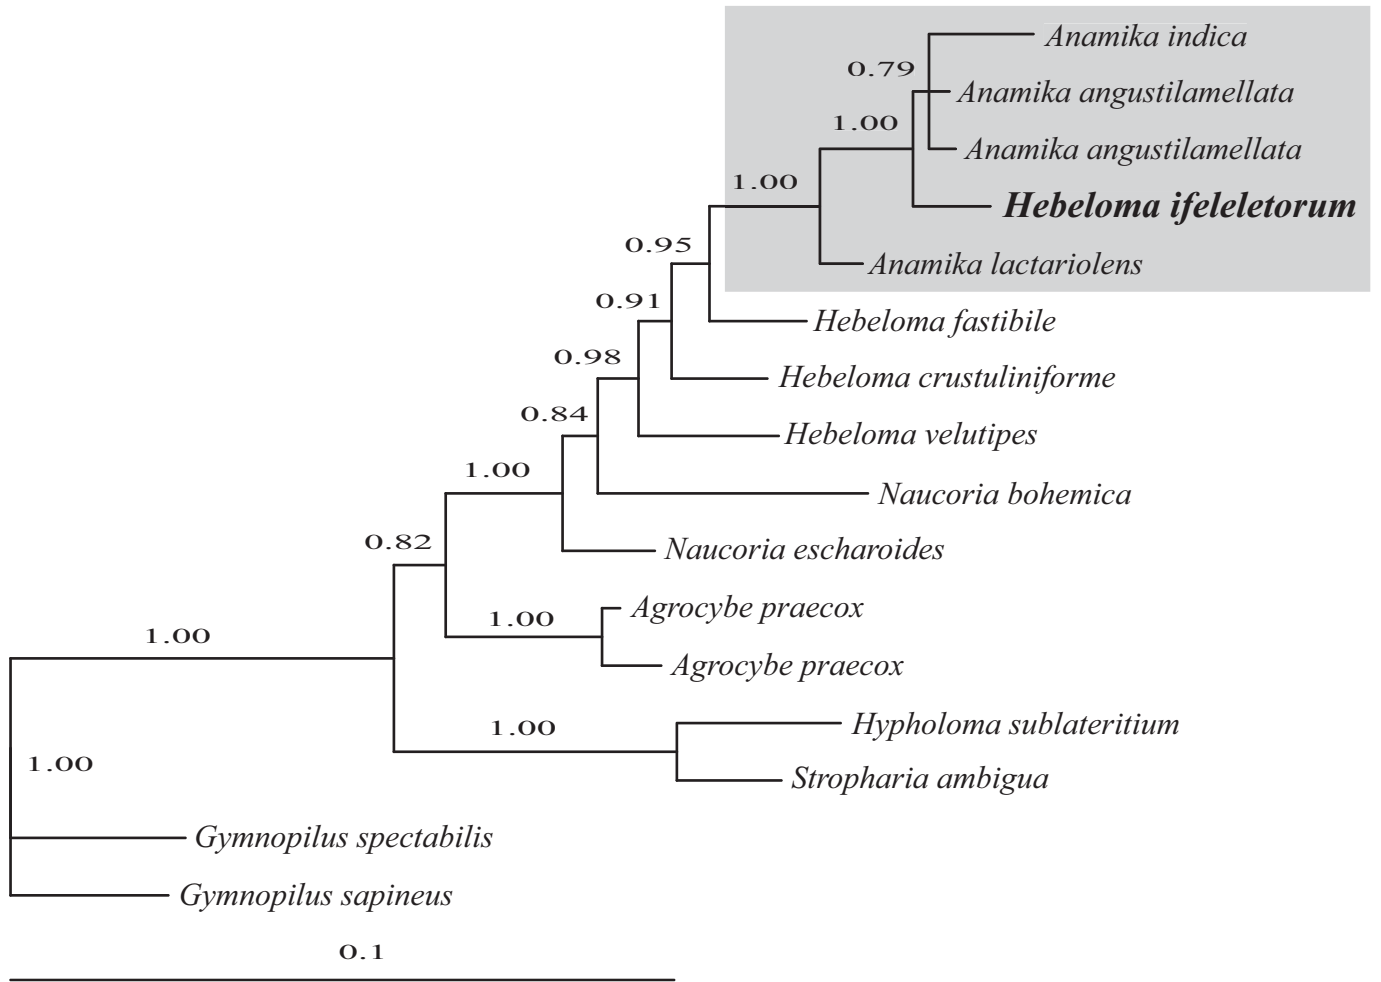 Anamika indica
0.79
Anamika angustilamellata
1.00
Anamika angustilamellata
1.00
Hebeloma ifeleletorum
0.95
Anamika lactariolens
0.91
Hebeloma fastibile
0.98
Hebeloma crustuliniforme
0.84
Hebeloma velutipes
1.00
Naucoria bohemica
0.82
Naucoria escharoides
Agrocybe praecox
1.00
1.00
Agrocybe praecox
1.00
Hypholoma sublateritium
1.00
Stropharia ambigua
Gymnopilus spectabilis
Gymnopilus sapineus
0.1